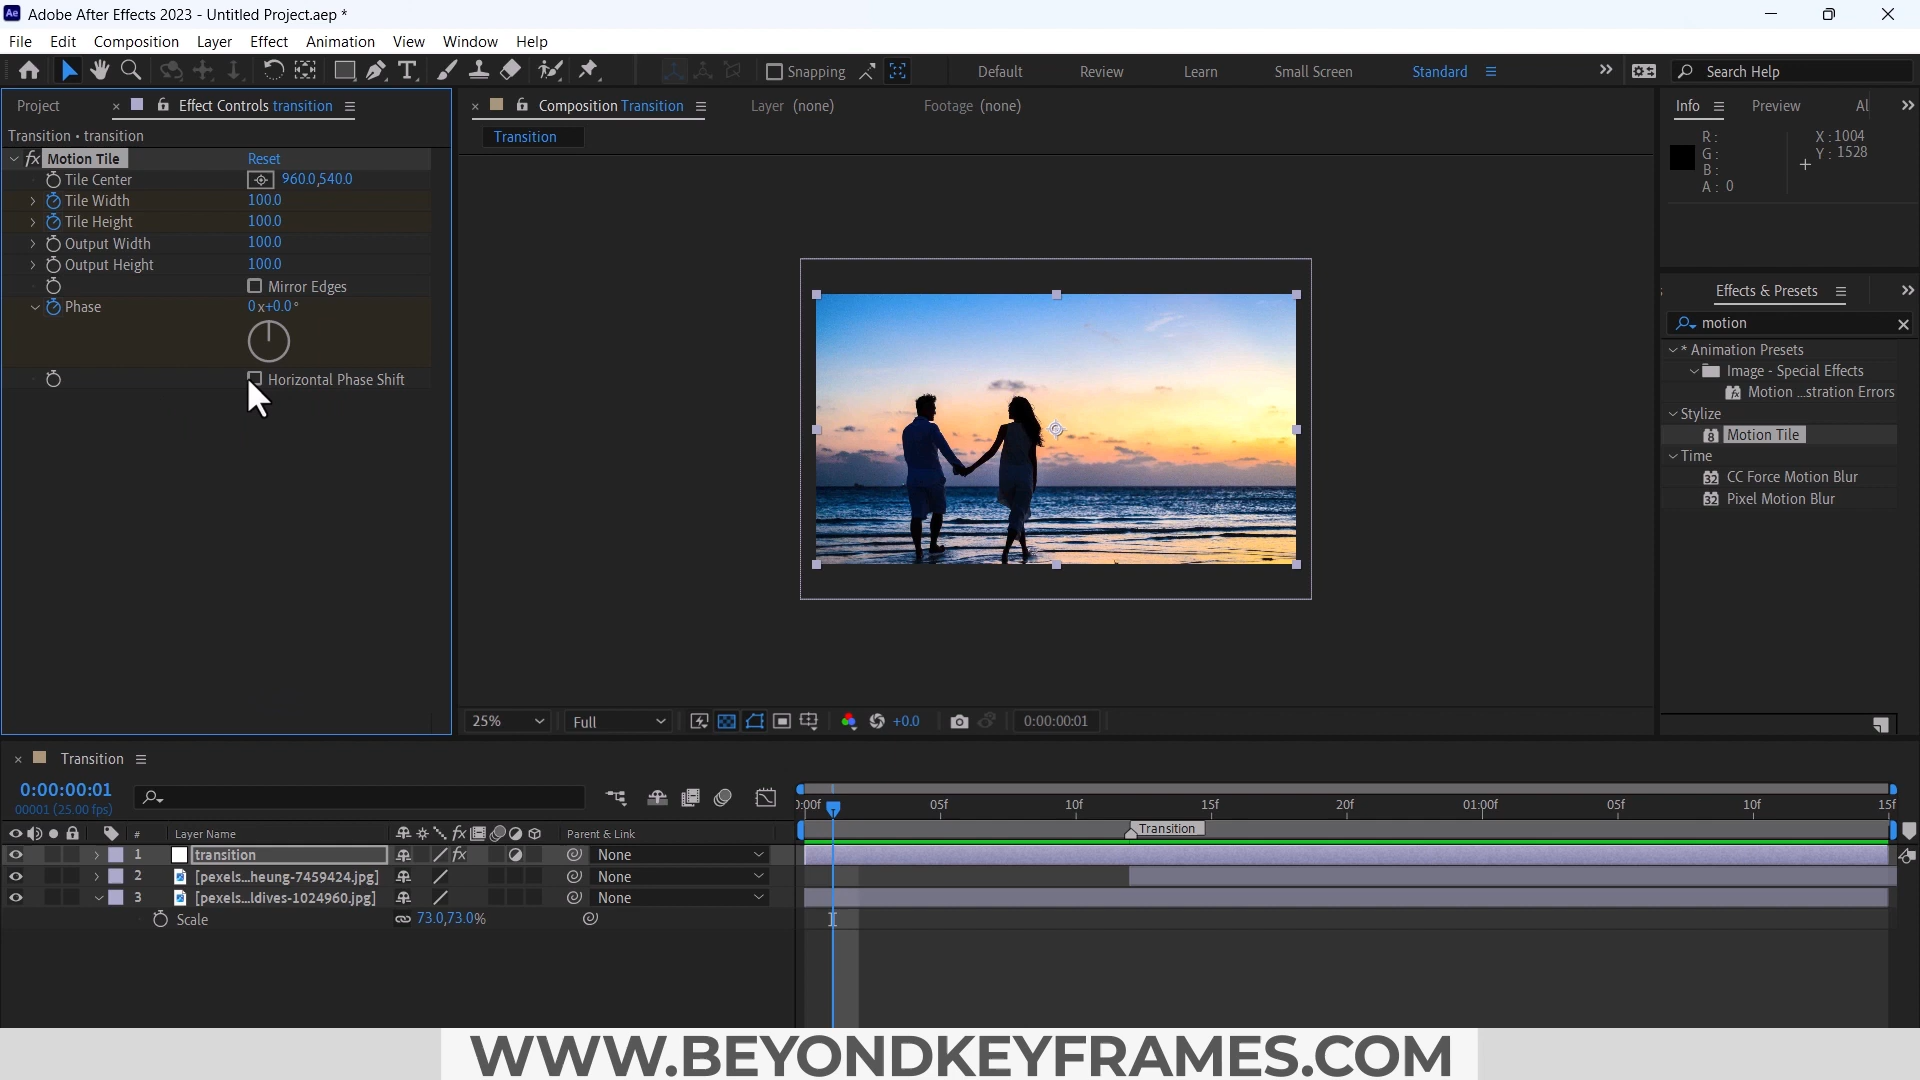 Adobe After Effects 2023 - Untitled Project.aep *
File Edit Composition Layer Effect Animation View Window Help
Snapping Default Review Learn Small Screen Standard Search Help
Project Effect Controls transition
Composition Transition Layer (none) Footage (none)
Info Preview Al
Transition • transition
Transition
Motion Tile Reset
Tile Center 960.0,540.0
Tile Width 100.0
Tile Height 100.0
Output Width 100.0
Output Height 100.0
Mirror Edges
Phase 0 x+0.0 °
Horizontal Phase Shift
R :
G :
B :
A : 0
X : 1004
Y : 1528
Effects & Presets
motion
* Animation Presets
Image - Special Effects
Motion ...stration Errors
Stylize
Motion Tile
Time
CC Force Motion Blur
Pixel Motion Blur
25% Full +0.0 0:00:00:01
Transition
0:00:00:01
00001 (25.00 fps)
# Layer Name Parent & Link
1 transition None
2 [pexels...heung-7459424.jpg] None
3 [pexels...ldives-1024960.jpg] None
Scale 73.0,73.0%
):00f 05f 10f 15f 20f 01:00f 05f 10f 15f
Transition
WWW.BEYONDKEYFRAMES.COM